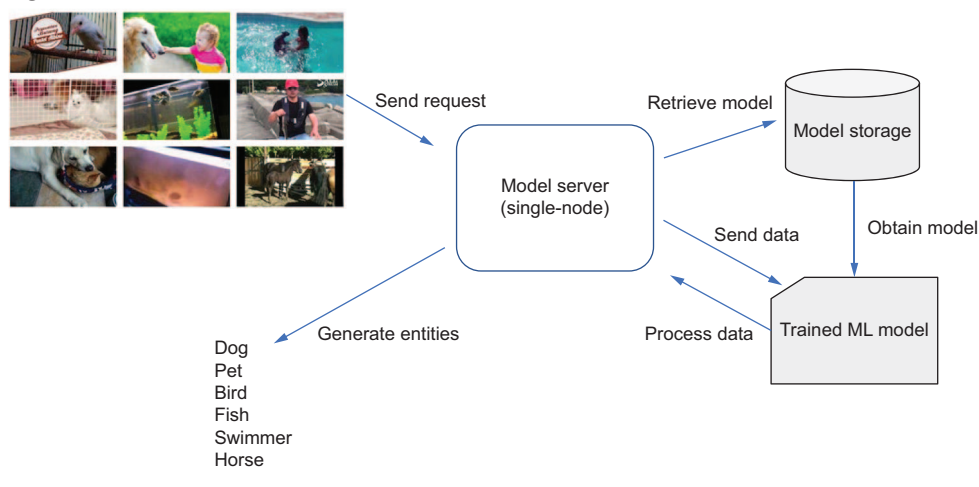 Send request
Retrieve model
Model storage
Model server
(single-node)
Send data
Obtain model
Generate entities
Process data
Trained ML model
Dog
Pet
Bird
Fish
Swimmer
Horse